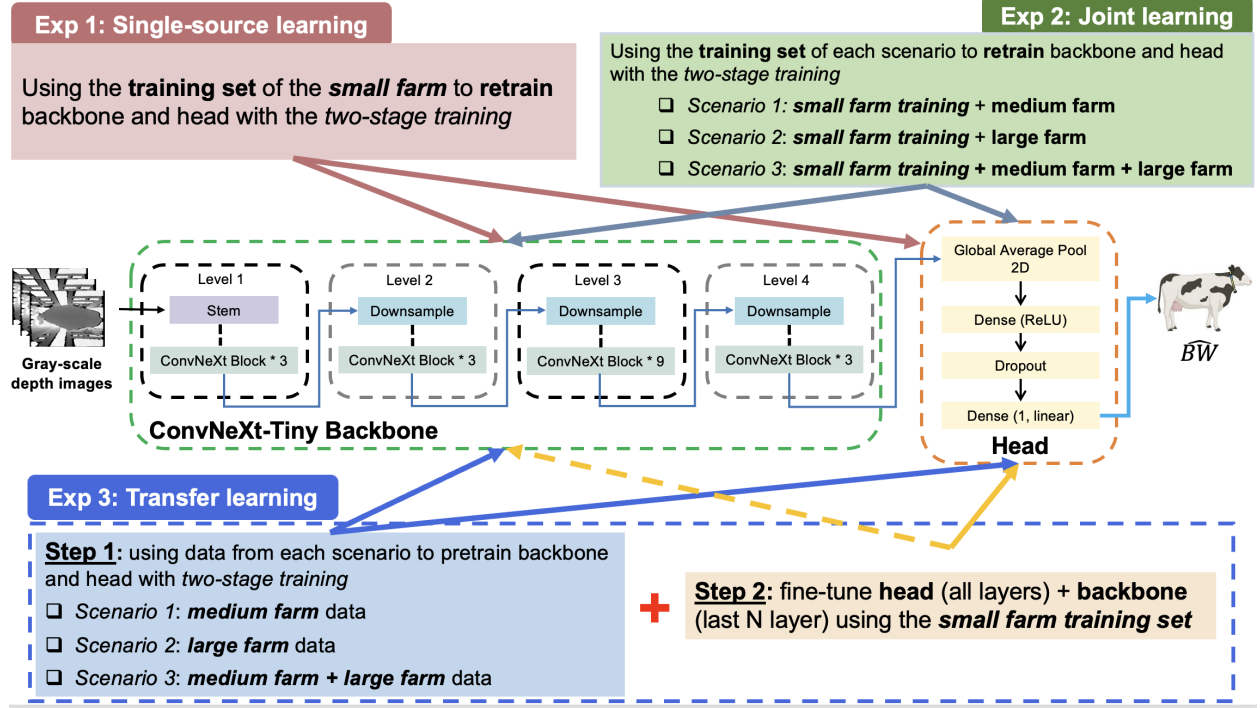 Exp 1: Single-source learning
Using the training set of the small farm to retrain
backbone and head with the two-stage training
Exp 2: Joint learning
Using the training set of each scenario to retrain backbone and head
with the two-stage training
❑ Scenario 1: small farm training + medium farm
❑ Scenario 2: small farm training + large farm
❑ Scenario 3: small farm training + medium farm + large farm
Gray-scale
depth images
Level 1
Stem
ConvNeXt Block * 3
Level 2
Downsample
ConvNeXt Block * 3
Level 3
Downsample
ConvNeXt Block * 9
Level 4
Downsample
ConvNeXt Block * 3
ConvNeXt-Tiny Backbone
Global Average Pool
2D
Dense (ReLU)
Dropout
Dense (1, linear)
Head
$\widehat{BW}$
Exp 3: Transfer learning
Step 1: using data from each scenario to pretrain backbone
and head with two-stage training
❑ Scenario 1: medium farm data
❑ Scenario 2: large farm data
❑ Scenario 3: medium farm + large farm data
+
Step 2: fine-tune head (all layers) + backbone
(last N layer) using the small farm training set